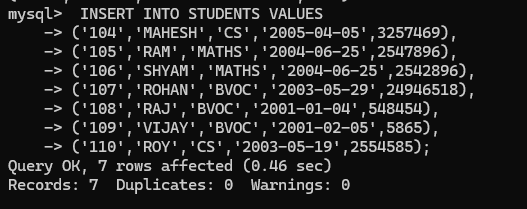 mysql>  INSERT INTO STUDENTS VALUES
    -> ('104','MAHESH','CS','2005-04-05',3257469),
    -> ('105','RAM','MATHS','2004-06-25',2547896),
    -> ('106','SHYAM','MATHS','2004-06-25',2542896),
    -> ('107','ROHAN','BVOC','2003-05-29',24946518),
    -> ('108','RAJ','BVOC','2001-01-04',548454),
    -> ('109','VIJAY','BVOC','2001-02-05',5865),
    -> ('110','ROY','CS','2003-05-19',2554585);
Query OK, 7 rows affected (0.46 sec)
Records: 7  Duplicates: 0  Warnings: 0